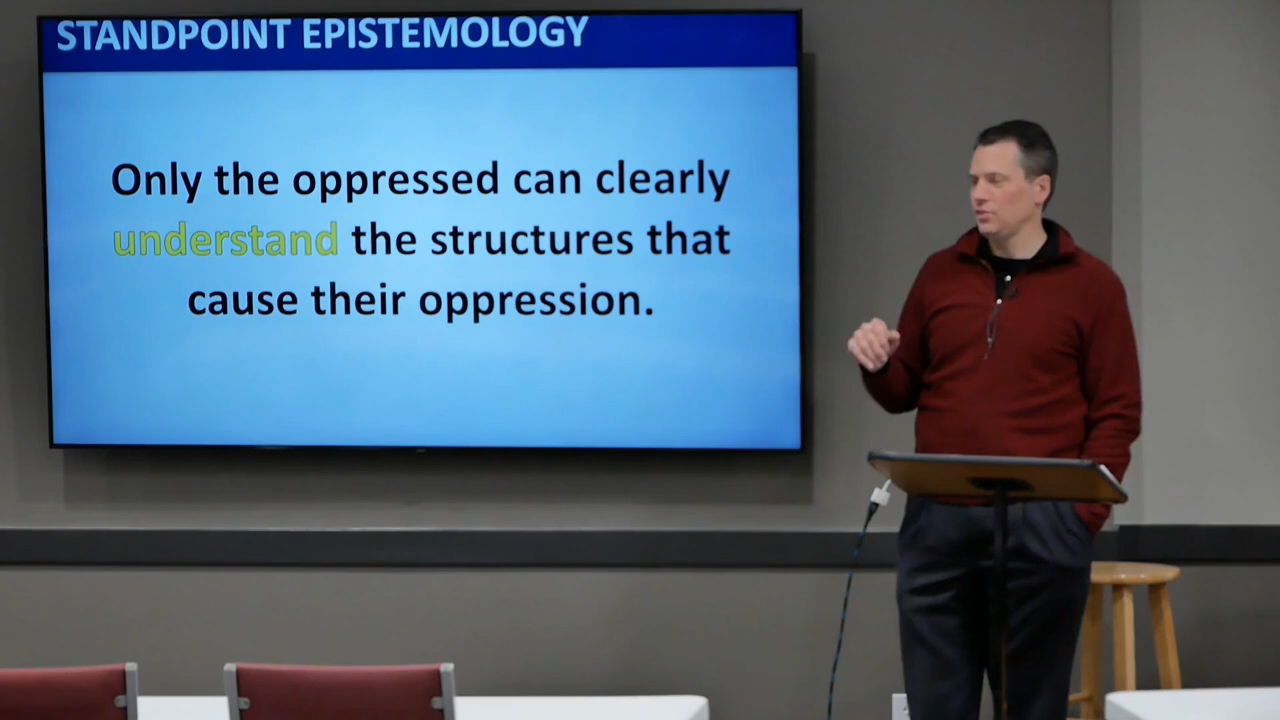 STANDPOINT EPISTEMOLOGY
Only the oppressed can clearly
understand the structures that
cause their oppression.